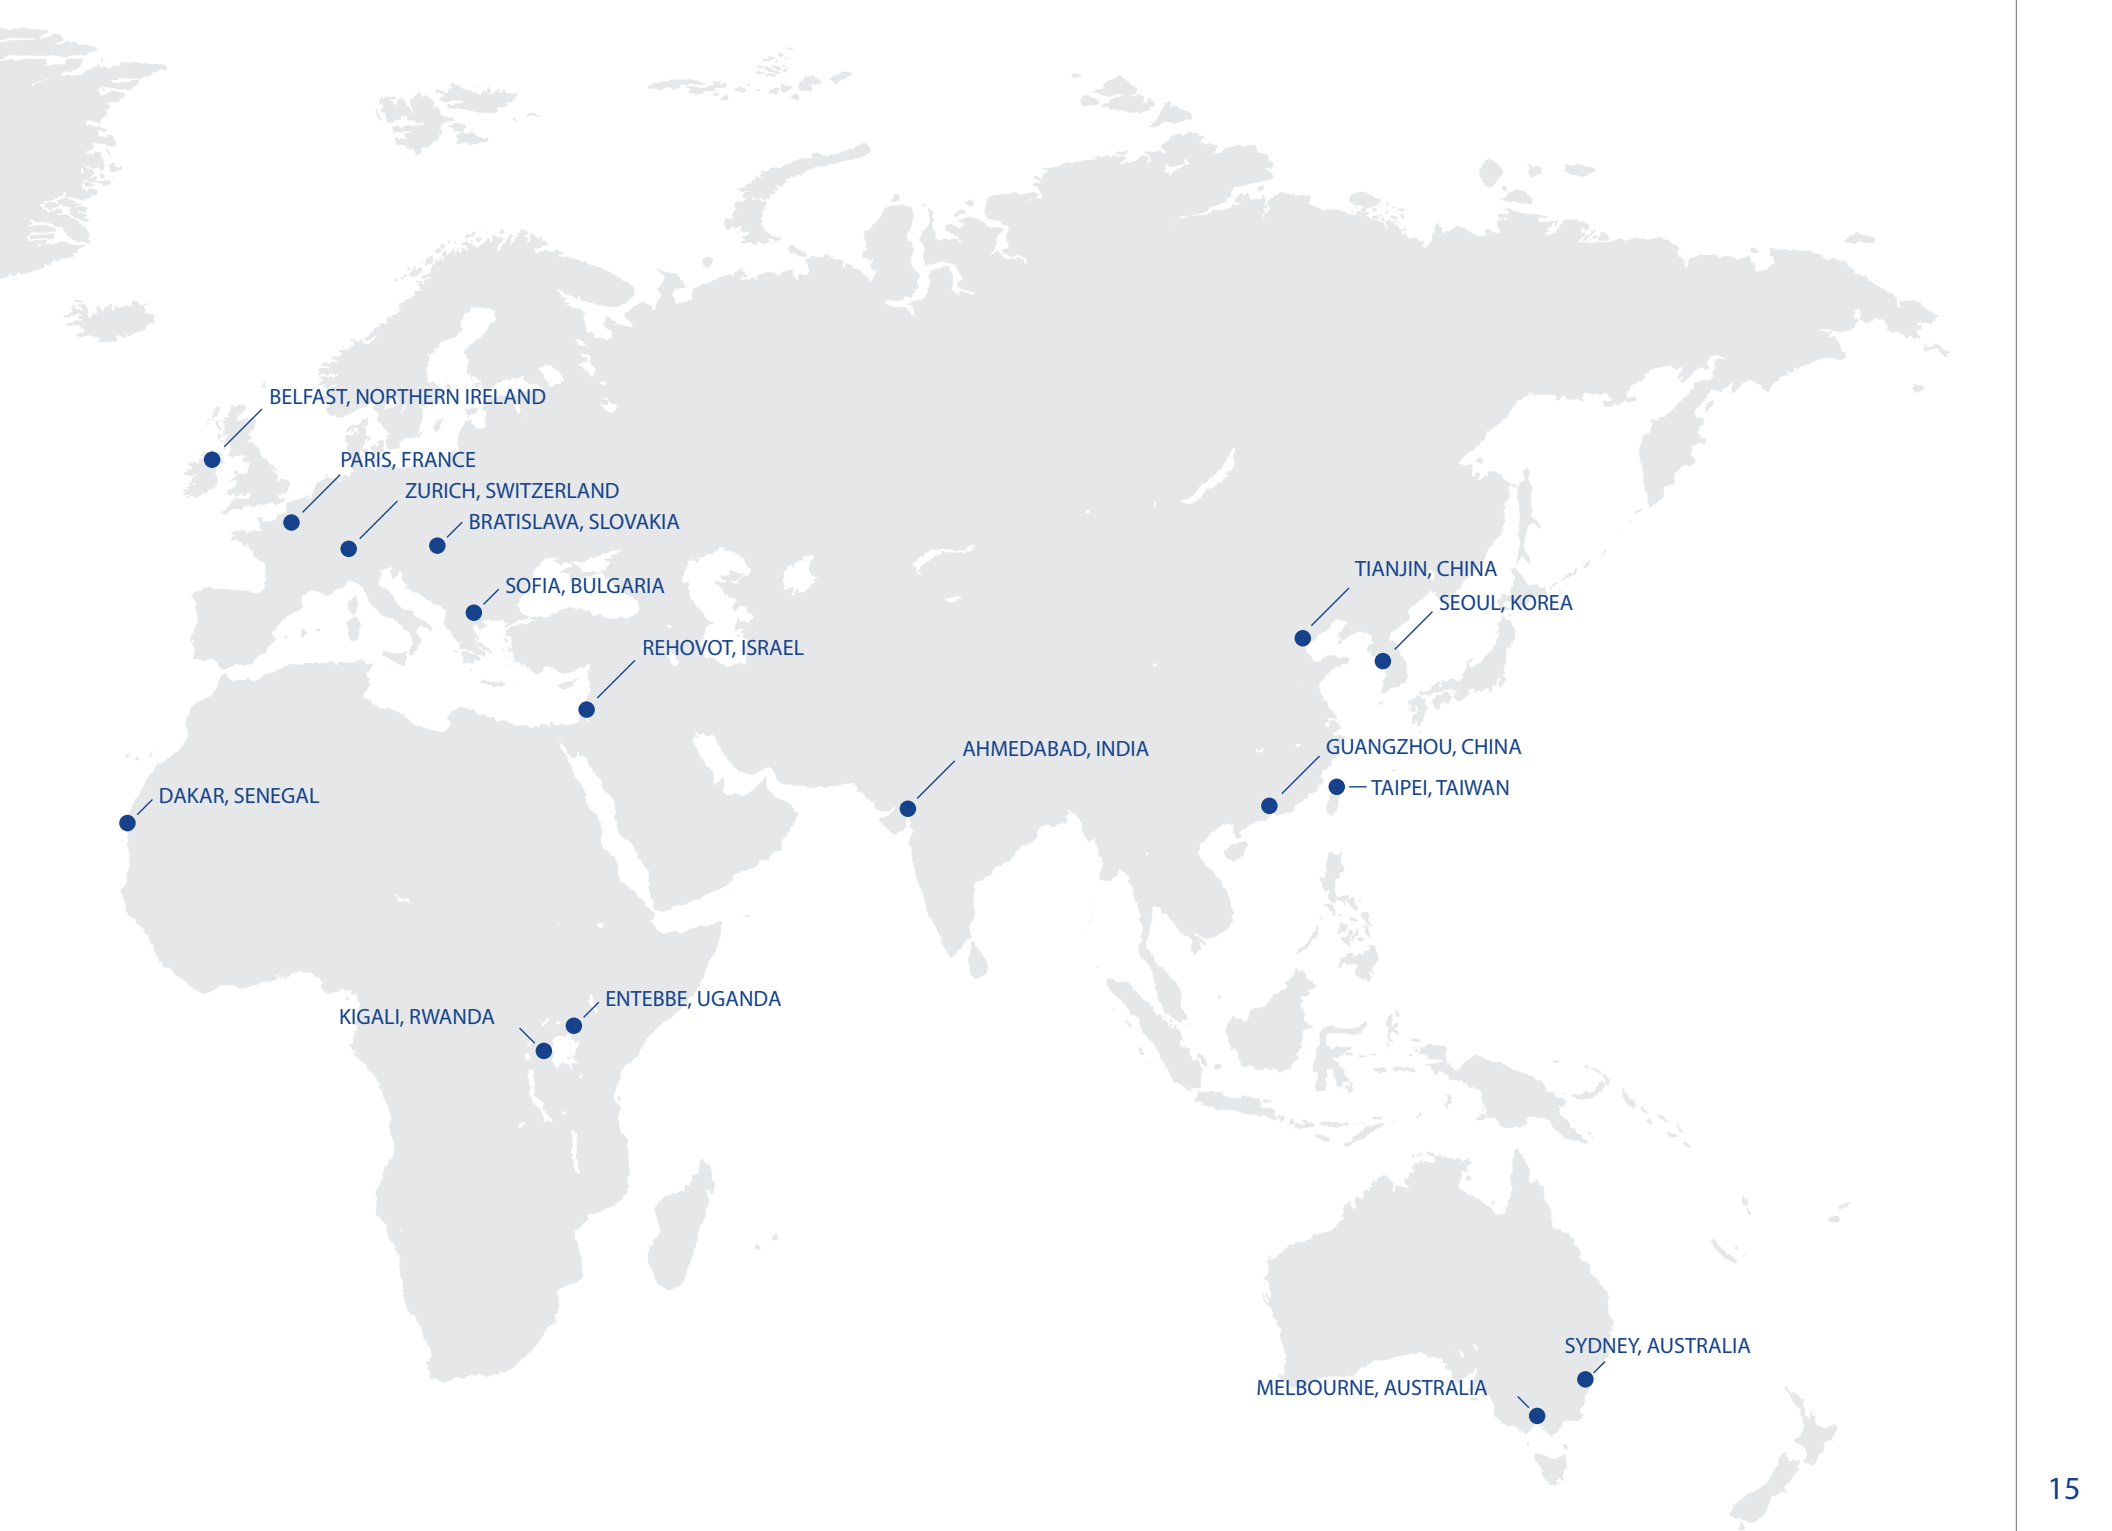 BELFAST, NORTHERN IRELAND
PARIS, FRANCE
ZURICH, SWITZERLAND
BRATISLAVA, SLOVAKIA
TIANJIN, CHINA
SOFIA, BULGARIA
SEOUL, KOREA
REHOVOT, ISRAEL
GUANGZHOU, CHINA
AHMEDABAD, INDIA
TAIPEI, TAIWAN
DAKAR, SENEGAL
ENTEBBE, UGANDA
KIGALI, RWANDA
SYDNEY, AUSTRALIA
MELBOURNE, AUSTRALIA
15